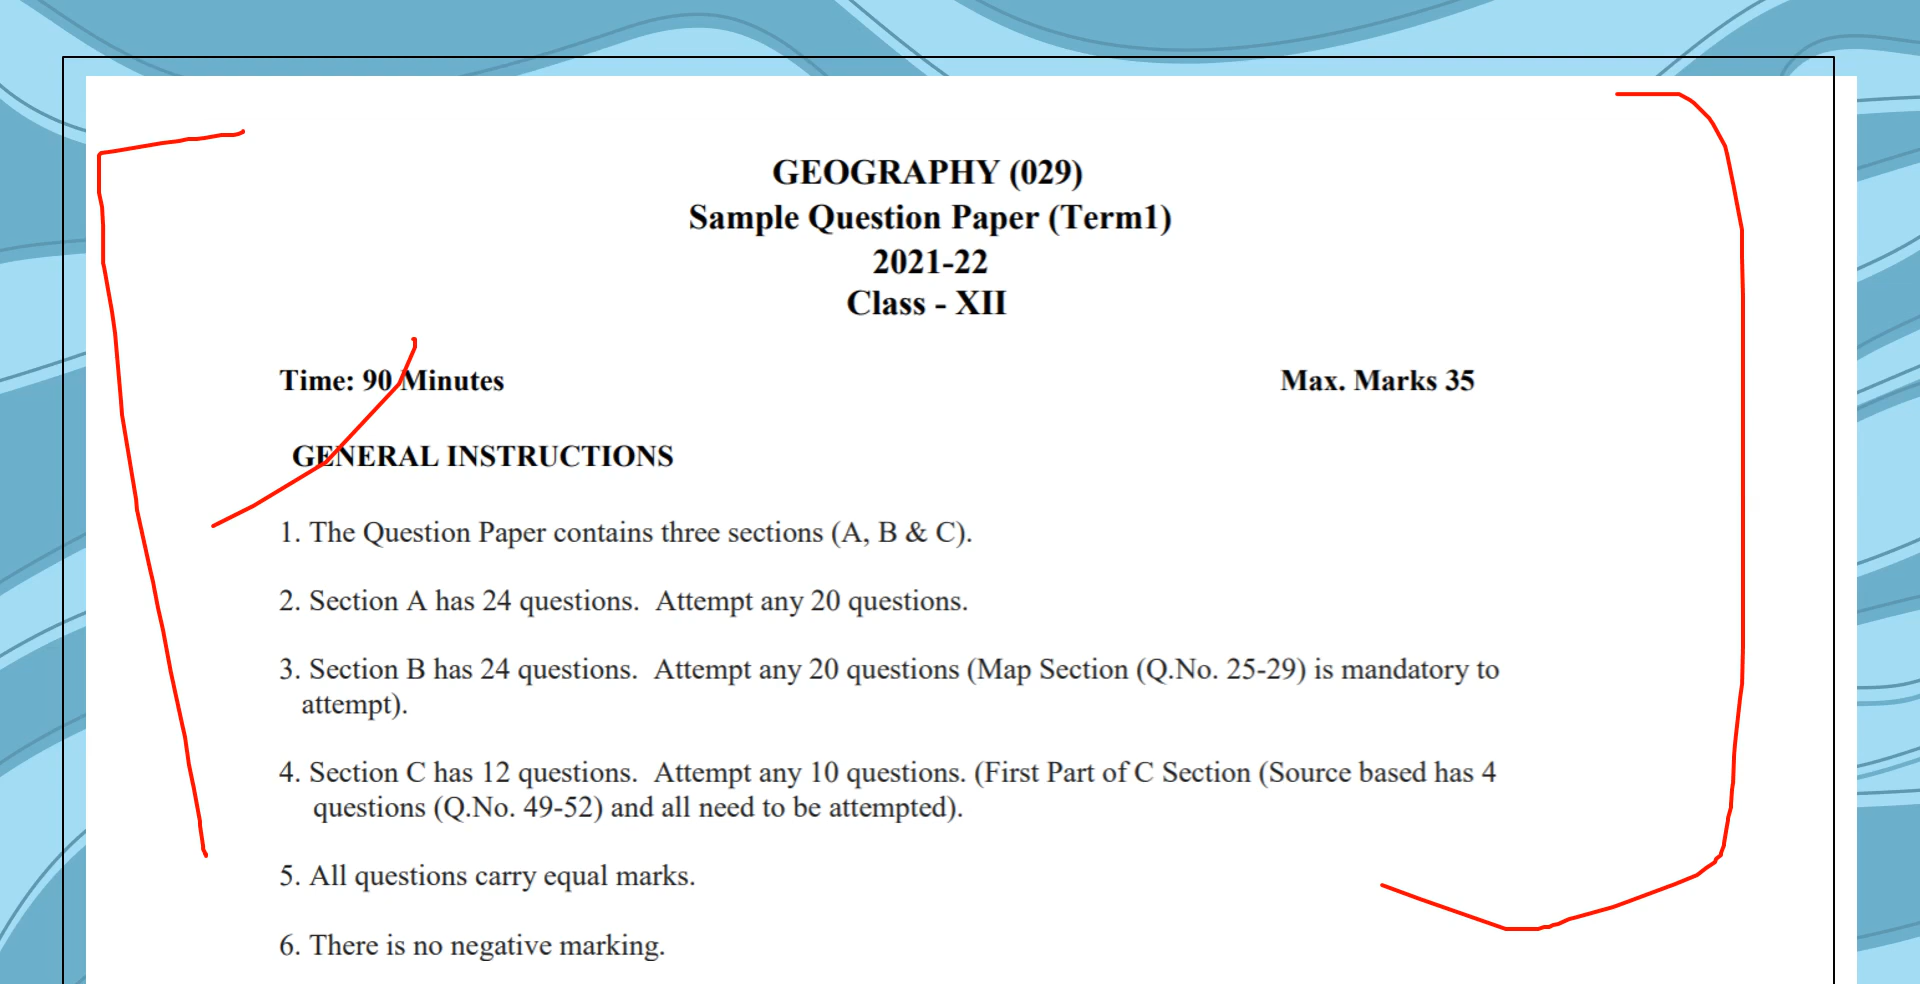 GEOGRAPHY (029)
Sample Question Paper (Term1)
2021-22
Class - XII
Time: 90 Minutes
Max. Marks 35
GENERAL INSTRUCTIONS
1. The Question Paper contains three sections (A, B & C).
2. Section A has 24 questions.  Attempt any 20 questions.
3. Section B has 24 questions.  Attempt any 20 questions (Map Section (Q.No. 25-29) is mandatory to
attempt).
4. Section C has 12 questions.  Attempt any 10 questions. (First Part of C Section (Source based has 4
questions (Q.No. 49-52) and all need to be attempted).
5. All questions carry equal marks.
6. There is no negative marking.